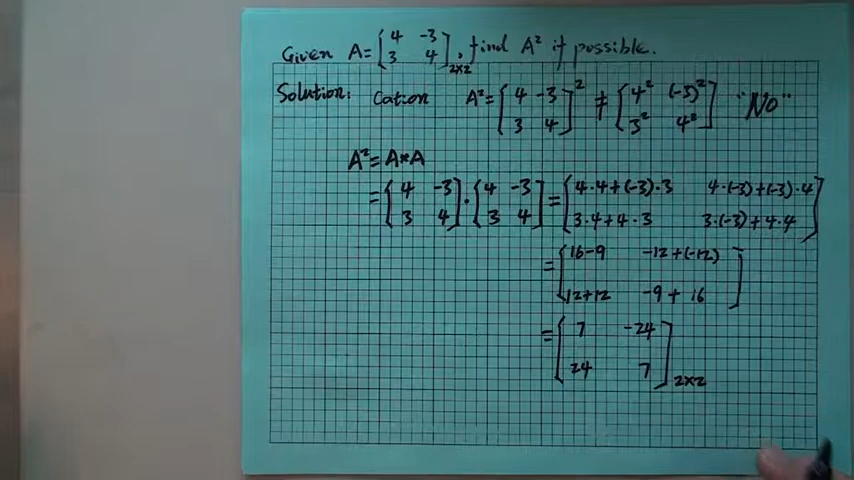 Given A = [4 -3; 3 4]2x2, find A² if possible.
Solution: Cation A² = [4 -3; 3 4]² ≠ [4² (-3)²; 3² 4²] "No"
A² = A*A
= [4 -3; 3 4] · [4 -3; 3 4] = [4·4+(-3)·3 4·(-3)+(-3)·4; 3·4+4·3 3·(-3)+4·4]
= [16-9 -12+(-12); 12+12 -9+16]
= [7 -24; 24 7]2x2